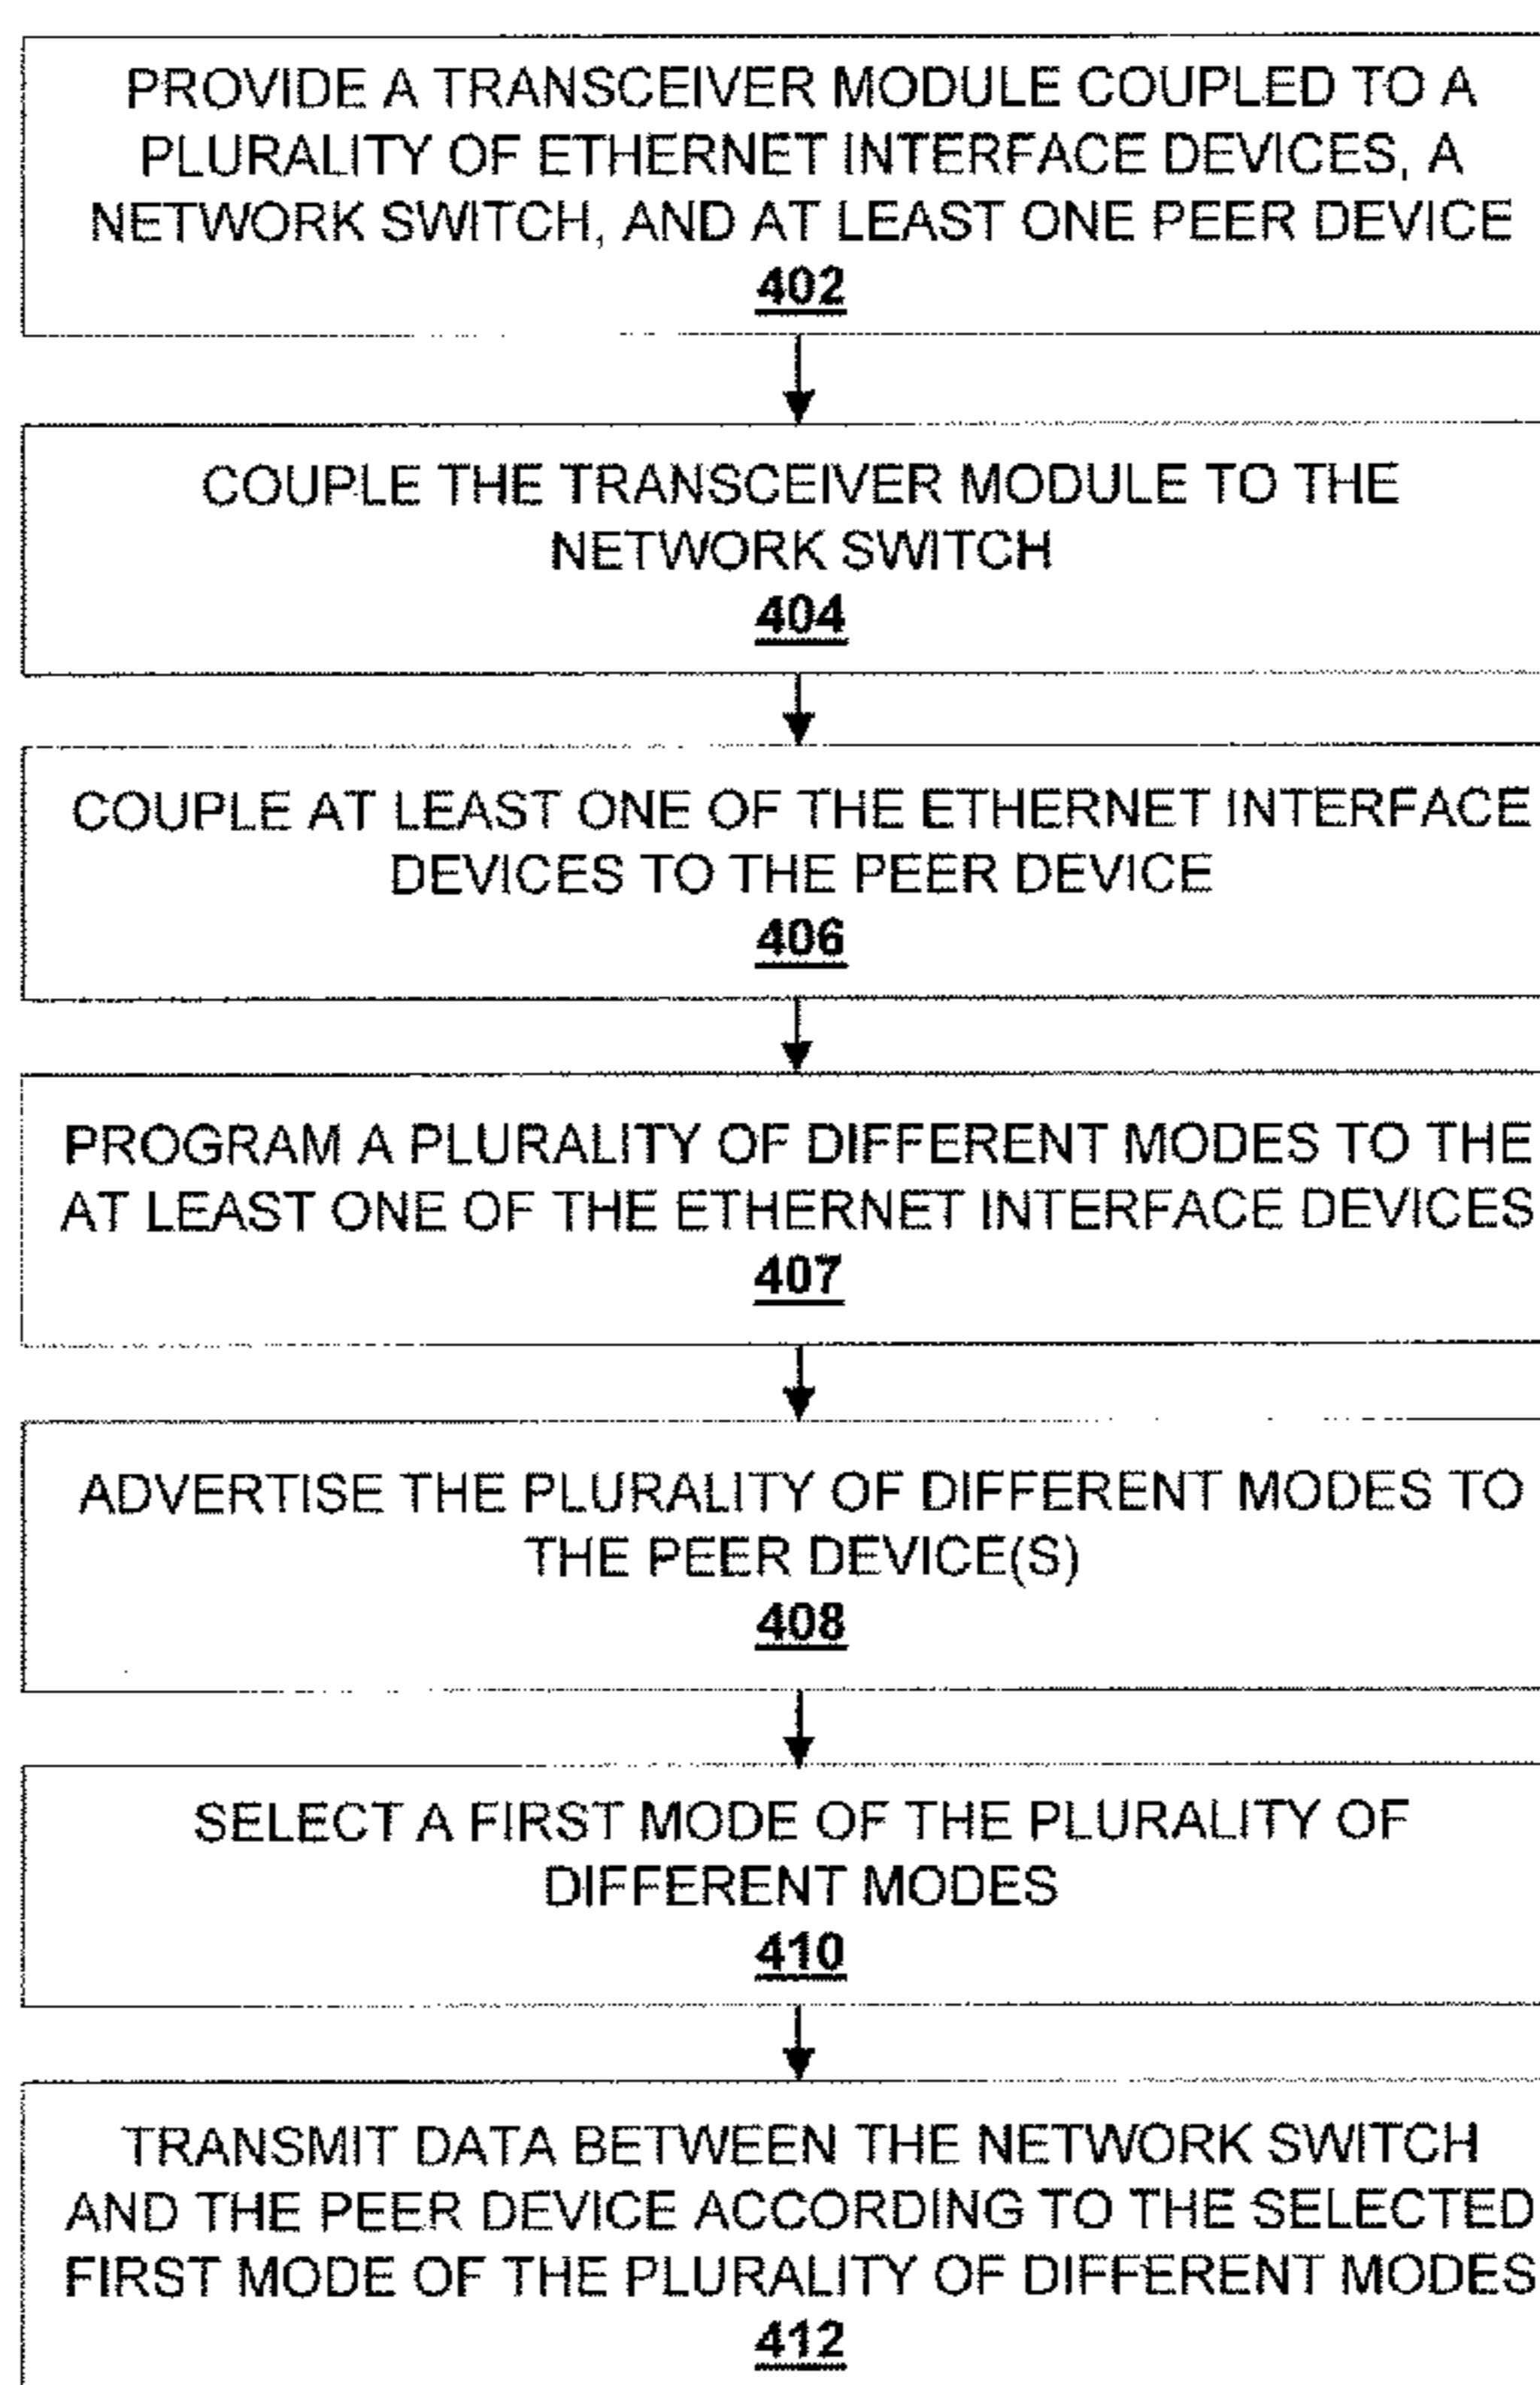 PROVIDE A TRANSCEIVER MODULE COUPLED TO A
PLURALITY OF ETHERNET INTERFACE DEVICES, A
NETWORK SWITCH, AND AT LEAST ONE PEER DEVICE
402
COUPLE THE TRANSCEIVER MODULE TO THE
NETWORK SWITCH
404
COUPLE AT LEAST ONE OF THE ETHERNET INTERFACE
DEVICES TO THE PEER DEVICE
406
PROGRAM A PLURALITY OF DIFFERENT MODES TO THE
AT LEAST ONE OF THE ETHERNET INTERFACE DEVICES
407
ADVERTISE THE PLURALITY OF DIFFERENT MODES TO
THE PEER DEVICE(S)
408
SELECT A FIRST MODE OF THE PLURALITY OF
DIFFERENT MODES
410
TRANSMIT DATA BETWEEN THE NETWORK SWITCH
AND THE PEER DEVICE ACCORDING TO THE SELECTED
FIRST MODE OF THE PLURALITY OF DIFFERENT MODES
412